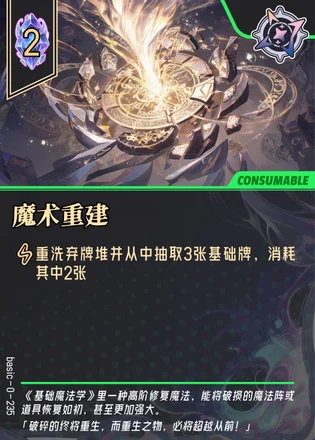 2
CONSUMABLE
魔术重建
重洗弃牌堆并从中抽取3张基础牌，消耗
其中2张
basic-0-235
《基础魔法学》里一种高阶修复魔法，能将破损的魔法阵或
道具恢复如初，甚至更加强大。
「破碎的终将重生，而重生之物，必将超越从前！」